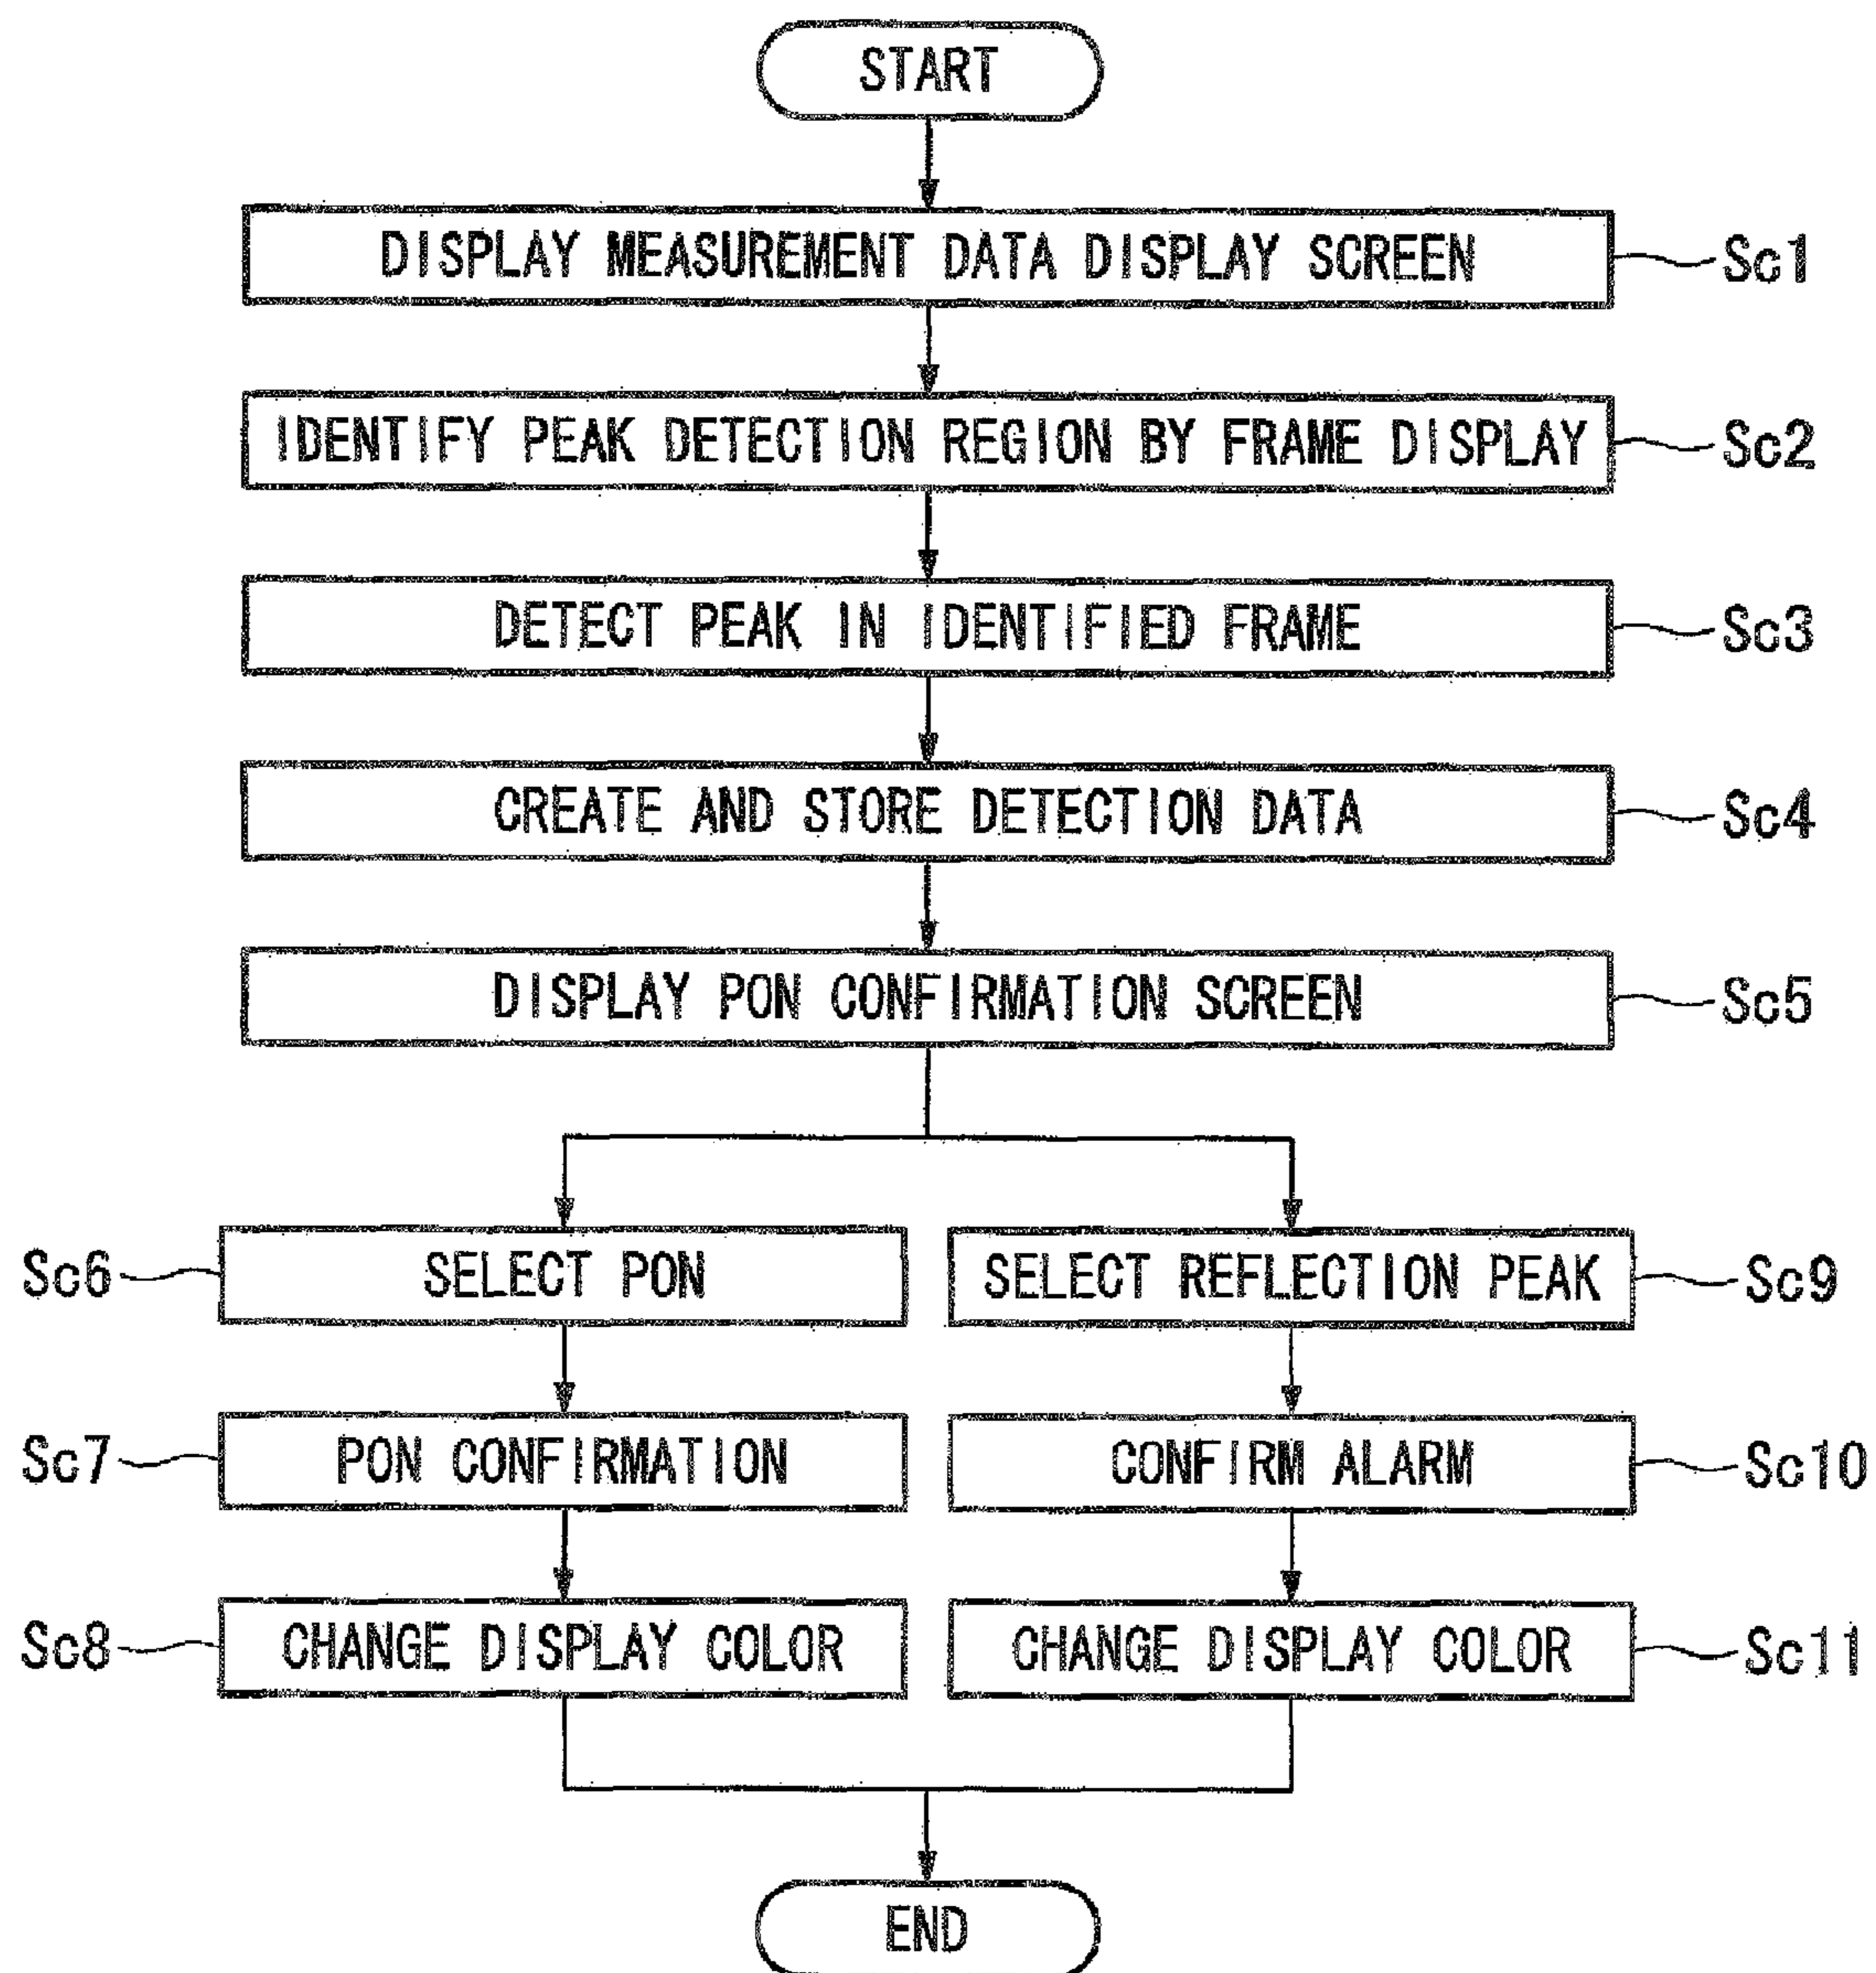 START
DISPLAY MEASUREMENT DATA DISPLAY SCREEN
Sc1
IDENTIFY PEAK DETECTION REGION BY FRAME DISPLAY
Sc2
DETECT PEAK IN IDENTIFIED FRAME
Sc3
CREATE AND STORE DETECTION DATA
Sc4
DISPLAY PON CONFIRMATION SCREEN
Sc5
Sc6
SELECT PON
SELECT REFLECTION PEAK
Sc9
Sc7
PON CONFIRMATION
CONFIRM ALARM
Sc10
Sc8
CHANGE DISPLAY COLOR
CHANGE DISPLAY COLOR
Sc11
END